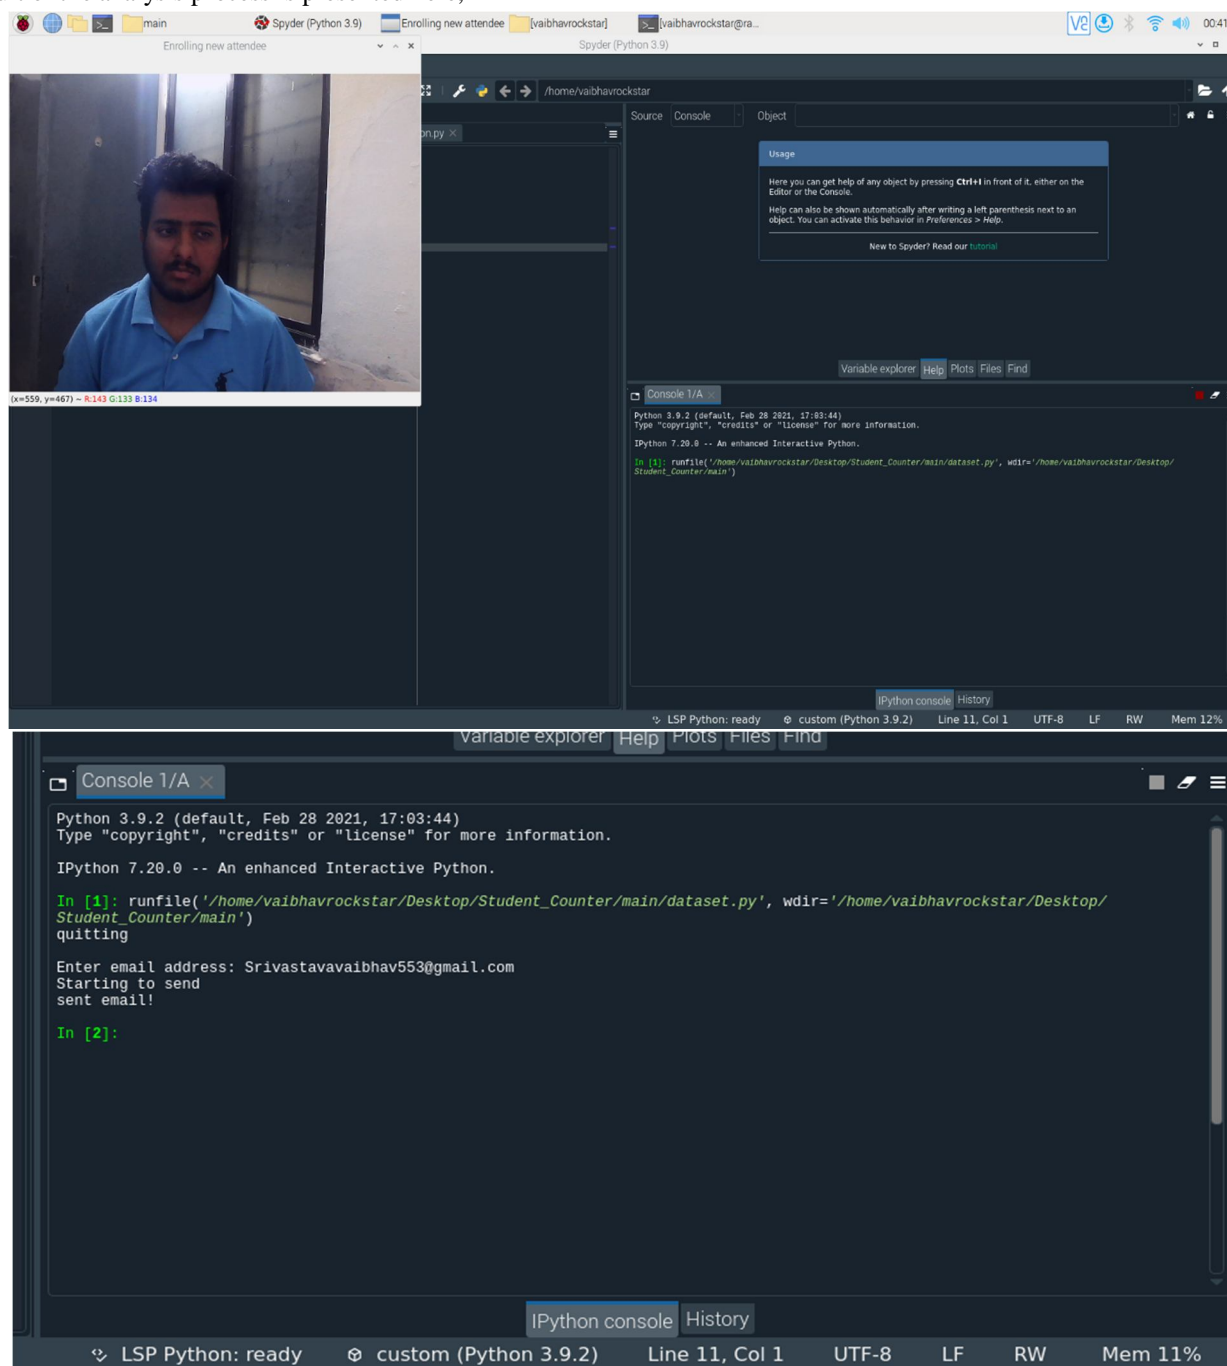 main
Spyder (Python 3.9)
Enrolling new attendee
[vaibhavrockstar]
[vaibhavrockstar@ra...
V2
00:41
Enrolling new attendee
Spyder (Python 3.9)
/home/vaibhavrockstar
on.py
Source Console Object
Usage
Here you can get help of any object by pressing Ctrl+I in front of it, either on the
Editor or the Console.
Help can also be shown automatically after writing a left parenthesis next to an
object. You can activate this behavior in Preferences > Help.
New to Spyder? Read our tutorial
Variable explorer Help Plots Files Find
(x=559, y=467) ~ R:143 G:133 B:134
Console 1/A
Python 3.9.2 (default, Feb 28 2021, 17:03:44)
Type "copyright", "credits" or "license" for more information.
IPython 7.20.0 -- An enhanced Interactive Python.
In [1]: runfile('/home/vaibhavrockstar/Desktop/Student_Counter/main/dataset.py', wdir='/home/vaibhavrockstar/Desktop/
Student_Counter/main')
IPython console History
LSP Python: ready custom (Python 3.9.2) Line 11, Col 1 UTF-8 LF RW Mem 12%
Variable explorer Help Plots Files Find
Console 1/A
Python 3.9.2 (default, Feb 28 2021, 17:03:44)
Type "copyright", "credits" or "license" for more information.
IPython 7.20.0 -- An enhanced Interactive Python.
In [1]: runfile('/home/vaibhavrockstar/Desktop/Student_Counter/main/dataset.py', wdir='/home/vaibhavrockstar/Desktop/
Student_Counter/main')
quitting
Enter email address: Srivastavavaibhav553@gmail.com
Starting to send
sent email!
In [2]:
IPython console History
LSP Python: ready custom (Python 3.9.2) Line 11, Col 1 UTF-8 LF RW Mem 11%